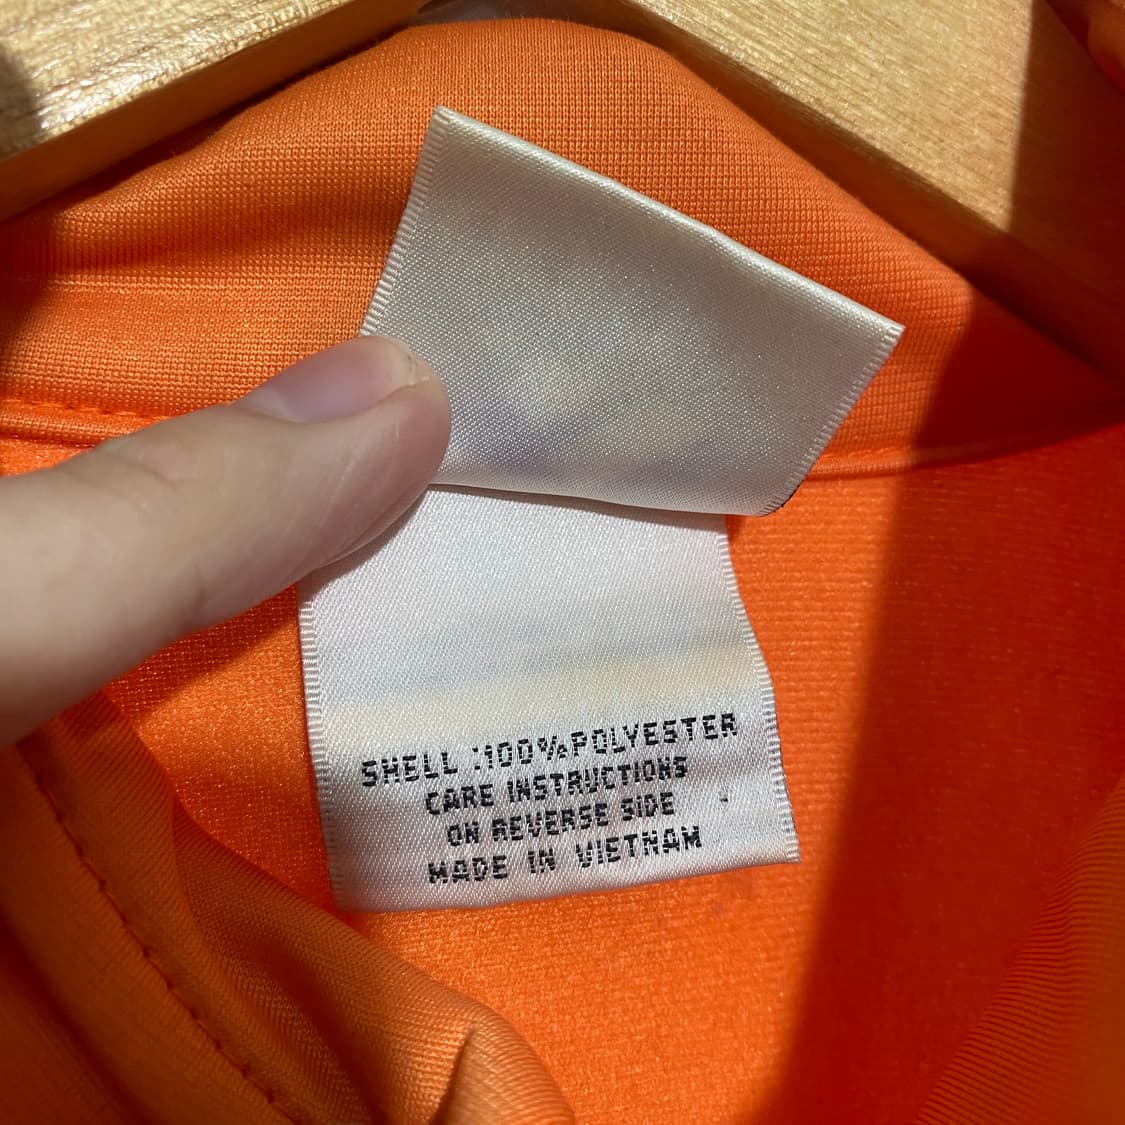 SHELL :100%POLYESTER
CARE INSTRUCTIONS
ON REVERSE SIDE
MADE IN VIETNAM